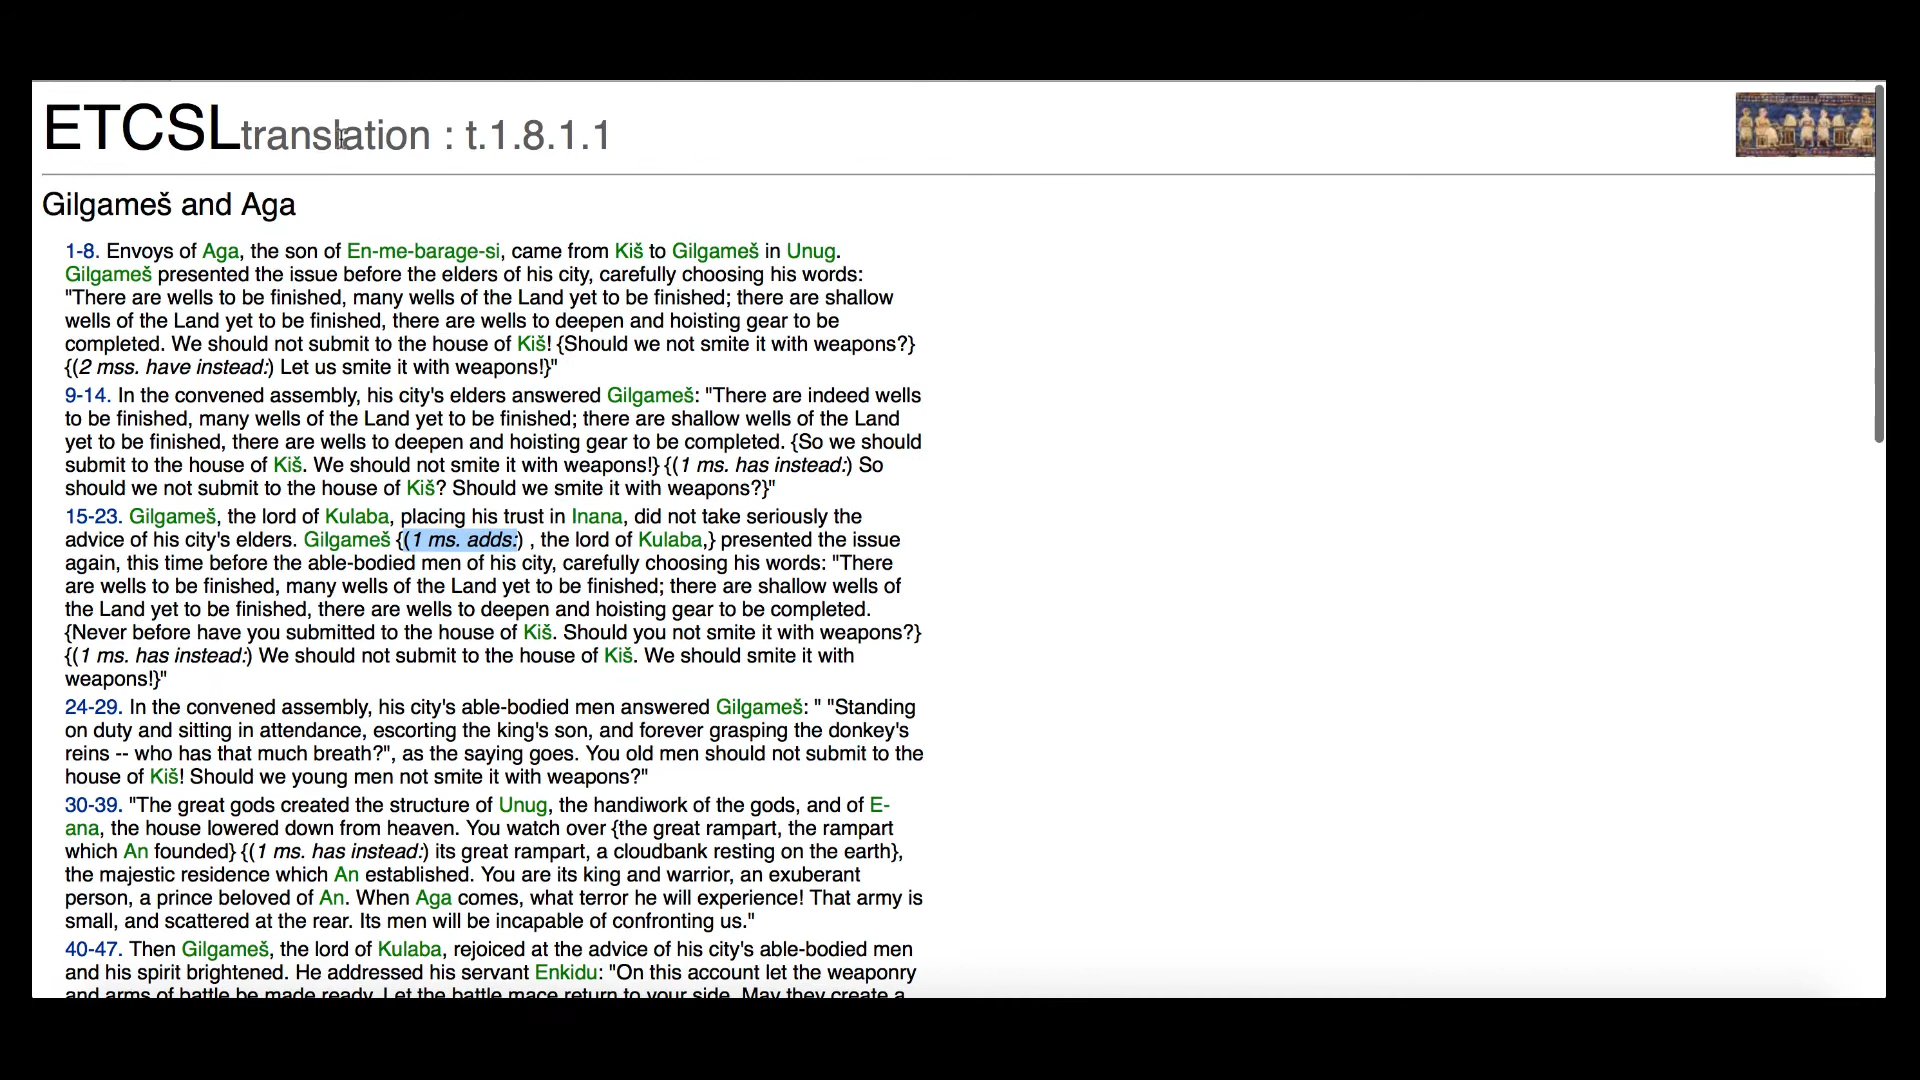 ETCSLtranslation : t.1.8.1.1
Gilgameš and Aga
1-8. Envoys of Aga, the son of En-me-barage-si, came from Kiš to Gilgameš in Unug.
Gilgameš presented the issue before the elders of his city, carefully choosing his words:
"There are wells to be finished, many wells of the Land yet to be finished; there are shallow
wells of the Land yet to be finished, there are wells to deepen and hoisting gear to be
completed. We should not submit to the house of Kiš! {Should we not smite it with weapons?}
{(2 mss. have instead:) Let us smite it with weapons!}"
9-14. In the convened assembly, his city's elders answered Gilgameš: "There are indeed wells
to be finished, many wells of the Land yet to be finished; there are shallow wells of the Land
yet to be finished, there are wells to deepen and hoisting gear to be completed. {So we should
submit to the house of Kiš. We should not smite it with weapons!} {(1 ms. has instead:) So
should we not submit to the house of Kiš? Should we smite it with weapons?}"
15-23. Gilgameš, the lord of Kulaba, placing his trust in Inana, did not take seriously the
advice of his city's elders. Gilgameš {(1 ms. adds:) , the lord of Kulaba,} presented the issue
again, this time before the able-bodied men of his city, carefully choosing his words: "There
are wells to be finished, many wells of the Land yet to be finished; there are shallow wells of
the Land yet to be finished, there are wells to deepen and hoisting gear to be completed.
{Never before have you submitted to the house of Kiš. Should you not smite it with weapons?}
{(1 ms. has instead:) We should not submit to the house of Kiš. We should smite it with
weapons!}"
24-29. In the convened assembly, his city's able-bodied men answered Gilgameš: " "Standing
on duty and sitting in attendance, escorting the king's son, and forever grasping the donkey's
reins -- who has that much breath?", as the saying goes. You old men should not submit to the
house of Kiš! Should we young men not smite it with weapons?"
30-39. "The great gods created the structure of Unug, the handiwork of the gods, and of E-
ana, the house lowered down from heaven. You watch over {the great rampart, the rampart
which An founded} {(1 ms. has instead:) its great rampart, a cloudbank resting on the earth},
the majestic residence which An established. You are its king and warrior, an exuberant
person, a prince beloved of An. When Aga comes, what terror he will experience! That army is
small, and scattered at the rear. Its men will be incapable of confronting us."
40-47. Then Gilgameš, the lord of Kulaba, rejoiced at the advice of his city's able-bodied men
and his spirit brightened. He addressed his servant Enkidu: "On this account let the weaponry
and arms of battle be made ready. Let the battle mace return to your side. May they create a